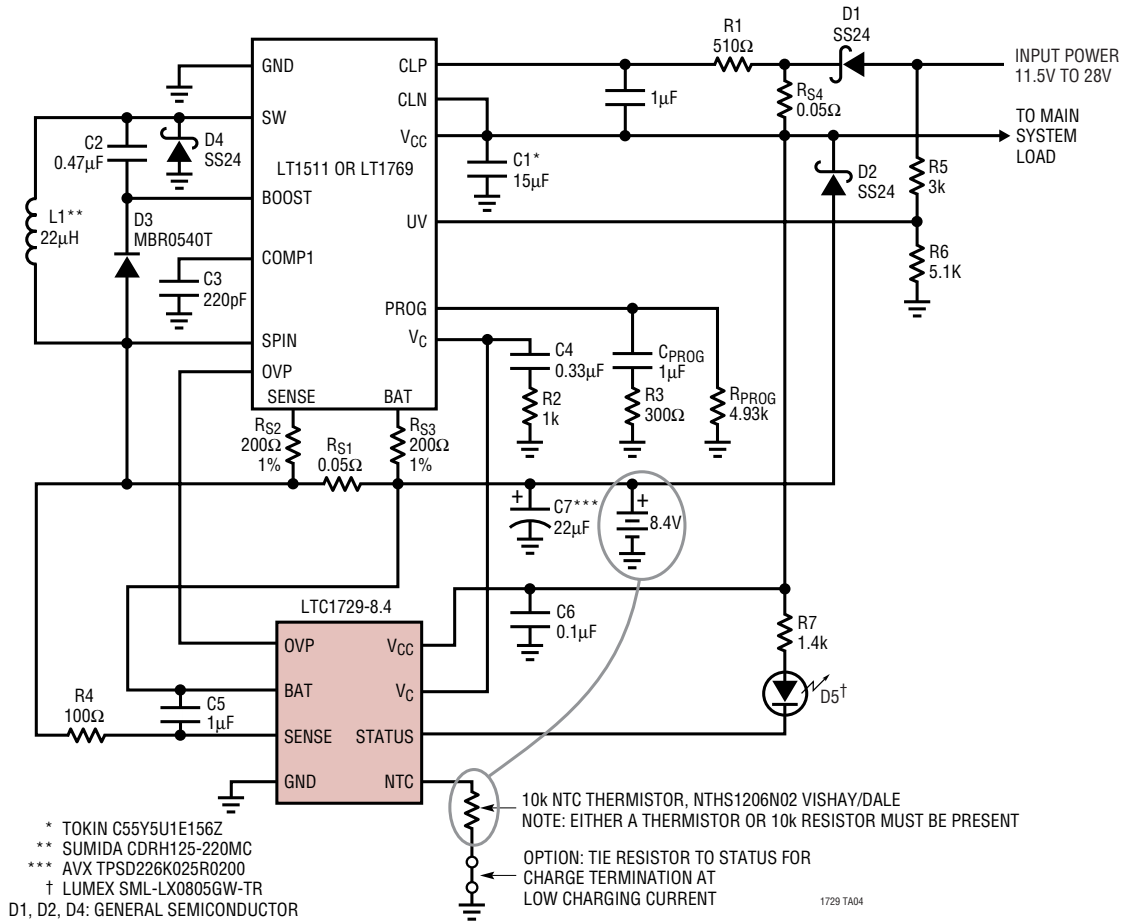 D1
SS24
R1
510Ω
INPUT POWER
11.5V TO 28V
GND
CLP
RS4
0.05Ω
1µF
CLN
SW
VCC
TO MAIN
SYSTEM
LOAD
C2
0.47µF
D4
SS24
LT1511 OR LT1769
C1*
15µF
D2
SS24
R5
3k
BOOST
L1**
22µH
D3
MBR0540T
UV
R6
5.1K
COMP1
C3
220pF
PROG
SPIN
VC
C4
0.33µF
CPROG
1µF
OVP
R2
1k
R3
300Ω
RPROG
4.93k
SENSE
BAT
RS2
200Ω
1%
RS1
0.05Ω
RS3
200Ω
1%
+
C7***
22µF
+
8.4V
LTC1729-8.4
C6
0.1µF
R7
1.4k
OVP
VCC
BAT
VC
D5†
R4
100Ω
C5
1µF
SENSE
STATUS
GND
NTC
10k NTC THERMISTOR, NTHS1206N02 VISHAY/DALE
NOTE: EITHER A THERMISTOR OR 10k RESISTOR MUST BE PRESENT
* TOKIN C55Y5U1E156Z
** SUMIDA CDRH125-220MC
*** AVX TPSD226K025R0200
† LUMEX SML-LX0805GW-TR
D1, D2, D4: GENERAL SEMICONDUCTOR
OPTION: TIE RESISTOR TO STATUS FOR
CHARGE TERMINATION AT
LOW CHARGING CURRENT
1729 TA04